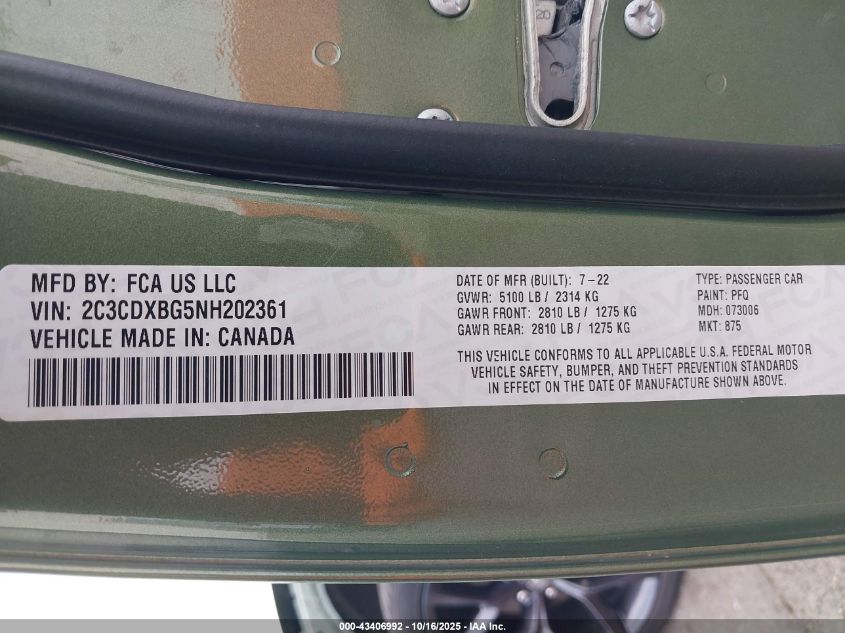 20
MFD BY: FCA US LLC
VIN: 2C3CDXBG5NH202361
VEHICLE MADE IN: CANADA
DATE OF MFR (BUILT): 7-22
GVWR: 5100 LB / 2314 KG
GAWR FRONT: 2810 LB / 1275 KG
GAWR REAR: 2810 LB / 1275 KG
THIS VEHICLE CONFORMS TO ALL APPLICABLE U.S.A. FEDERAL MOTOR
VEHICLE SAFETY, BUMPER, AND THEFT PREVENTION STANDARDS
IN EFFECT ON THE DATE OF MANUFACTURE SHOWN ABOVE.
TYPE: PASSENGER CAR
PAINT: PFQ
MDH: 073006
MKT: 875
000-43406992 - 10/16/2025 - IAA Inc.